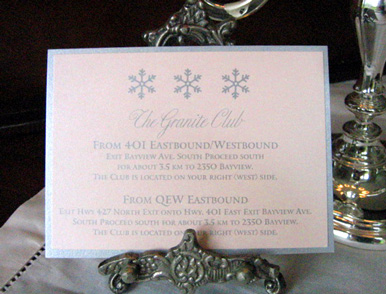 The Granite Club
From 401 Eastbound/Westbound
Exit Bayview Ave. South Proceed south
for about 3.5 km to 2350 Bayview.
The Club is located on your right (west) side.
From QEW Eastbound
Exit Hwy 427 North Exit onto Hwy. 401 East Exit Bayview Ave
South Proceed south for about 3.5 km to 2350 Bayview.
The Club is located on your right (west) side.